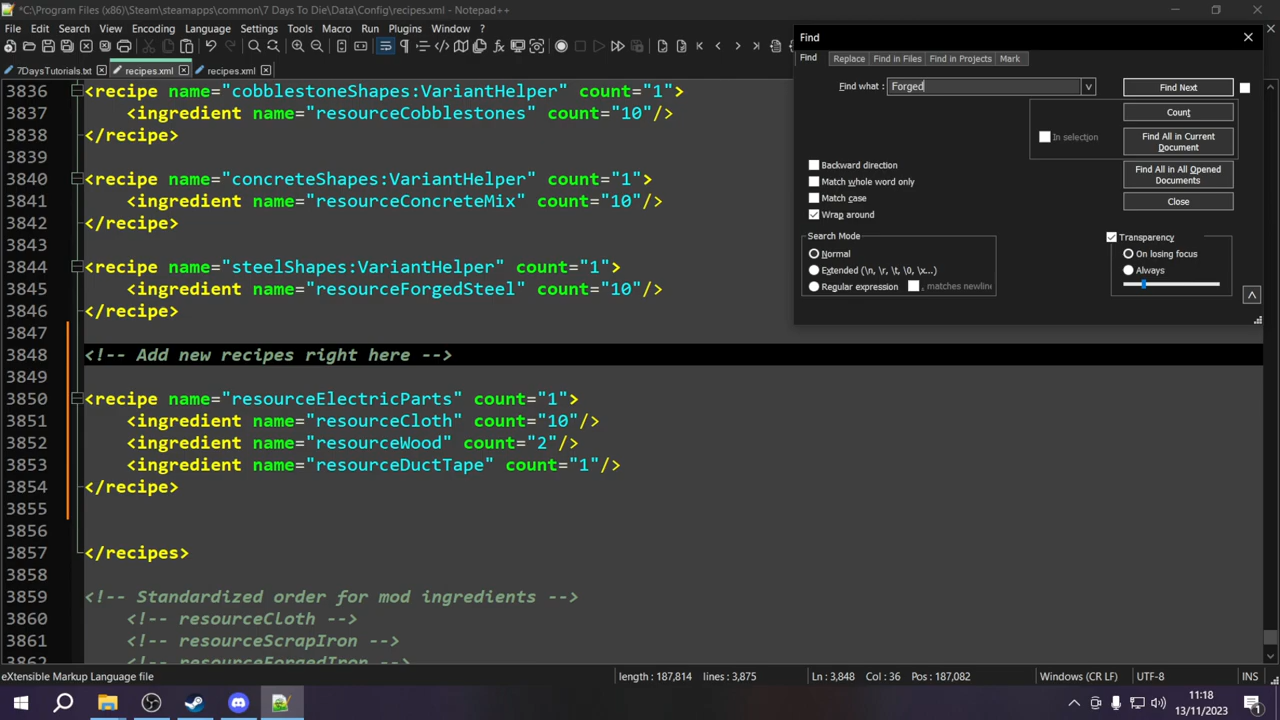 *C:\Program Files (x86)\Steam\steamapps\common\7 Days To Die\Data\Config\recipes.xml - Notepad++
File Edit Search View Encoding Language Settings Tools Macro Run Plugins Window ?
7DaysTutorials.txt recipes.xml recipes.xml
3836 <recipe name="cobblestoneShapes:VariantHelper" count="1">
3837 <ingredient name="resourceCobblestones" count="10"/>
3838 </recipe>
3839
3840 <recipe name="concreteShapes:VariantHelper" count="1">
3841 <ingredient name="resourceConcreteMix" count="10"/>
3842 </recipe>
3843
3844 <recipe name="steelShapes:VariantHelper" count="1">
3845 <ingredient name="resourceForgedSteel" count="10"/>
3846 </recipe>
3847
3848 <!-- Add new recipes right here -->
3849
3850 <recipe name="resourceElectricParts" count="1">
3851 <ingredient name="resourceCloth" count="10"/>
3852 <ingredient name="resourceWood" count="2"/>
3853 <ingredient name="resourceDuctTape" count="1"/>
3854 </recipe>
3855
3856
3857 </recipes>
3858
3859 <!-- Standardized order for mod ingredients -->
3860 <!-- resourceCloth -->
3861 <!-- resourceScrapIron -->
3862 <!-- resourceForgedIron -->
Find
Find Replace Find in Files Find in Projects Mark
Find what : Forged
Find Next
Count
In selection
Find All in Current Document
Find All in All Opened Documents
Close
Backward direction
Match whole word only
Match case
Wrap around
Search Mode
Normal
Extended (\n, \r, \t, \0, \x...)
Regular expression . matches newline
Transparency
On losing focus
Always
eXtensible Markup Language file length : 187,814 lines : 3,875 Ln : 3,848 Col : 36 Pos : 187,082 Windows (CR LF) UTF-8 INS
11:18
13/11/2023
1